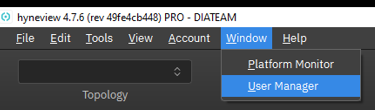 hyneview 4.7.6 (rev 49fe4cb448) PRO - DIATEAM
File Edit Tools View Account Window Help
Platform Monitor
User Manager
Topology